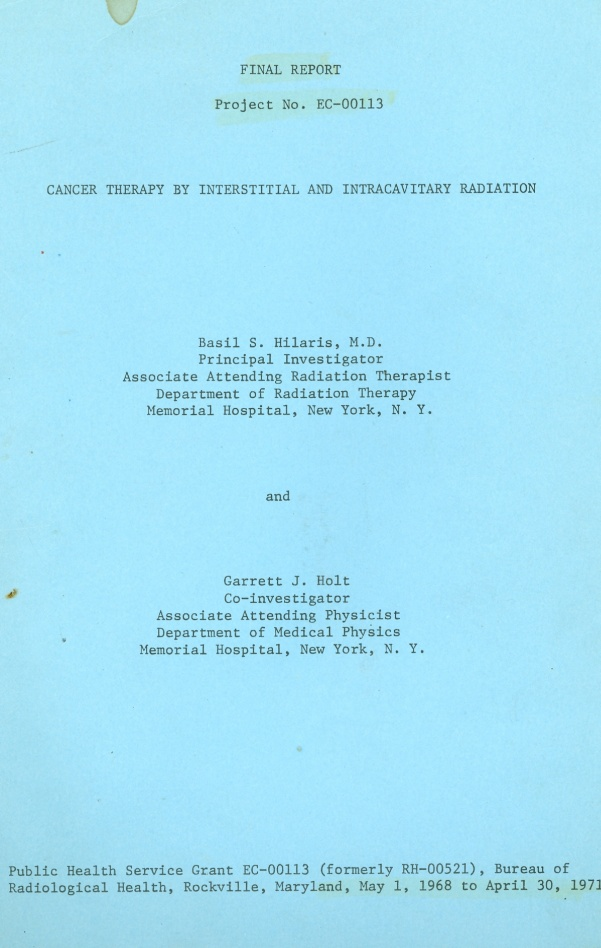 FINAL REPORT
Project No. EC-00113
CANCER THERAPY BY INTERSTITIAL AND INTRACAVITARY RADIATION
Basil S. Hilaris, M.D.
Principal Investigator
Associate Attending Radiation Therapist
Department of Radiation Therapy
Memorial Hospital, New York, N. Y.
and
Garrett J. Holt
Co-investigator
Associate Attending Physicist
Department of Medical Physics
Memorial Hospital, New York, N. Y.
Public Health Service Grant EC-00113 (formerly RH-00521), Bureau of
Radiological Health, Rockville, Maryland, May 1, 1968 to April 30, 1971